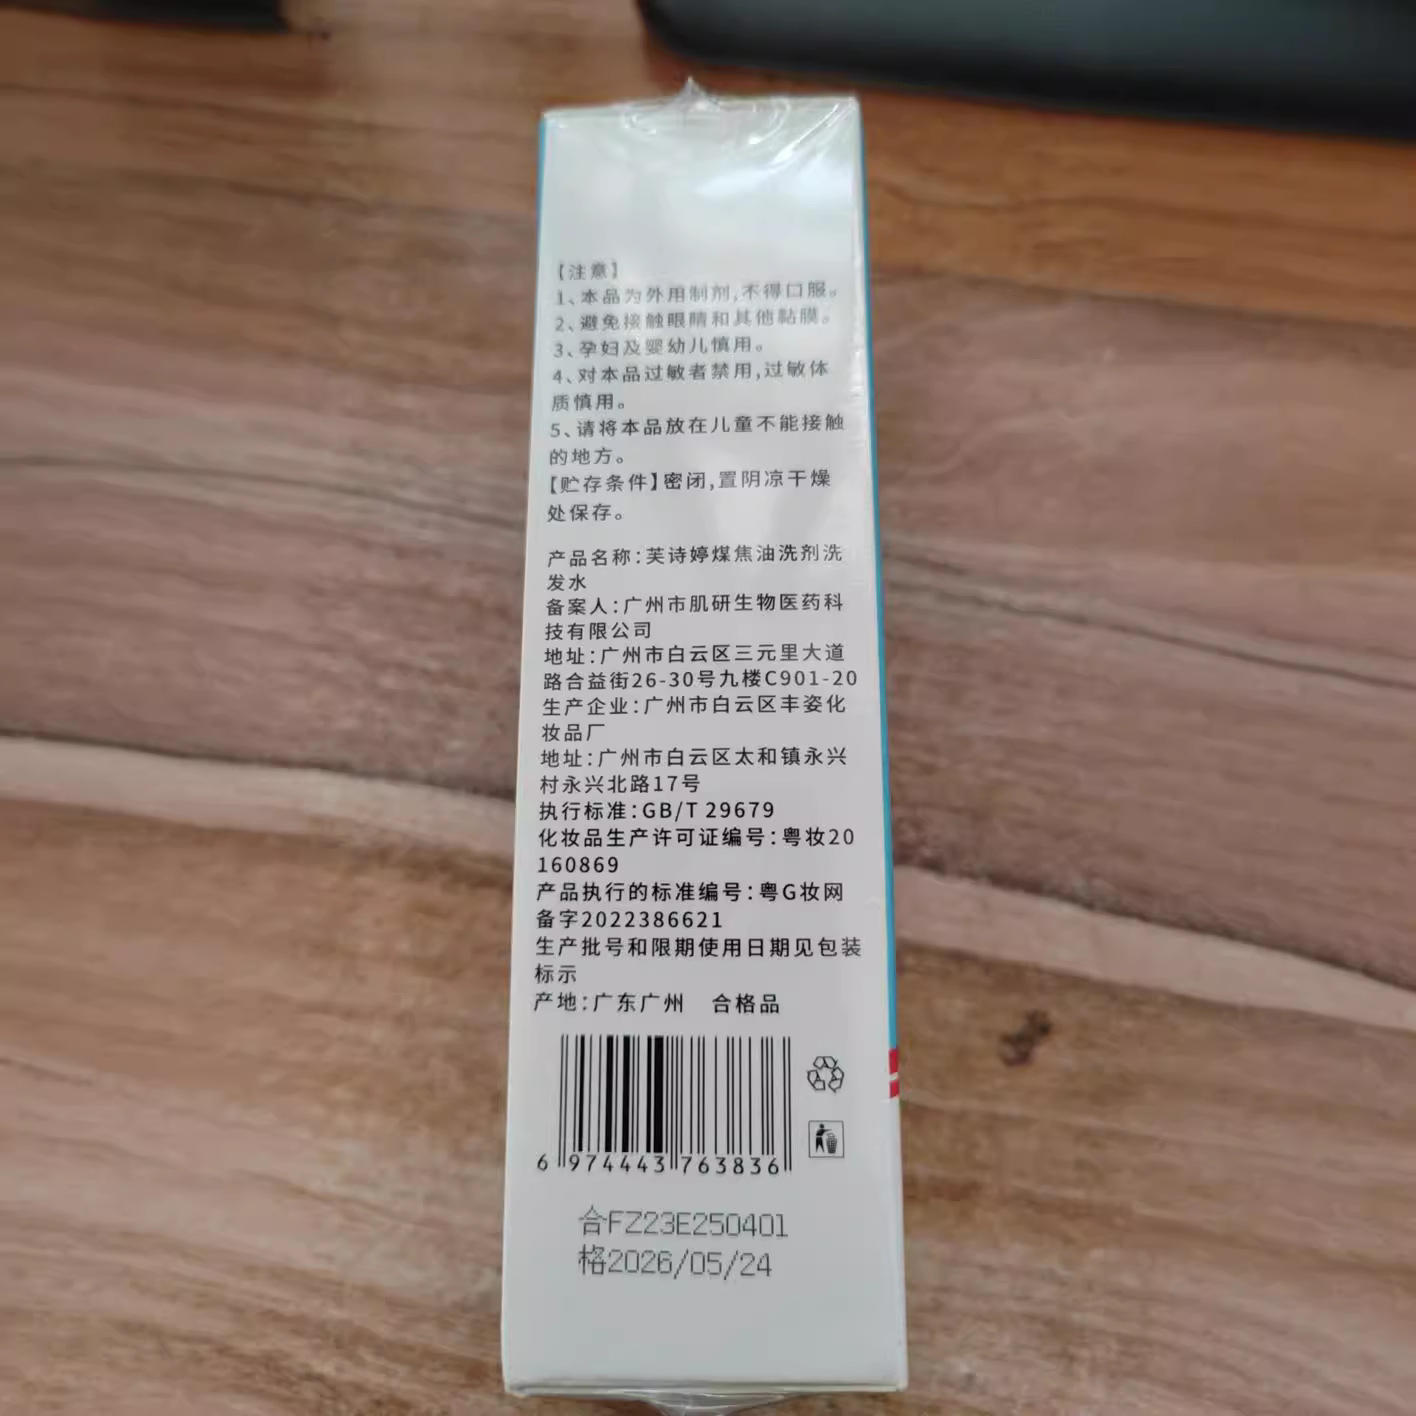 【注意】
1、本品为外用制剂,不得口服。
2、避免接触眼睛和其他黏膜。
3、孕妇及婴幼儿慎用。
4、对本品过敏者禁用,过敏体
质慎用。
5、请将本品放在儿童不能接触
的地方。
【贮存条件】密闭,置阴凉干燥
处保存。
产品名称:芙诗婷煤焦油洗剂洗
发水
备案人:广州市肌研生物医药科
技有限公司
地址:广州市白云区三元里大道
路合益街26-30号九楼C901-20
生产企业:广州市白云区丰姿化
妆品厂
地址:广州市白云区太和镇永兴
村永兴北路17号
执行标准:GB/T 29679
化妆品生产许可证编号:粤妆20
160869
产品执行的标准编号:粤G妆网
备字2022386621
生产批号和限期使用日期见包装
标示
产地:广东广州 合格品
6 974443 763836
合FZ23E250401
格2026/05/24